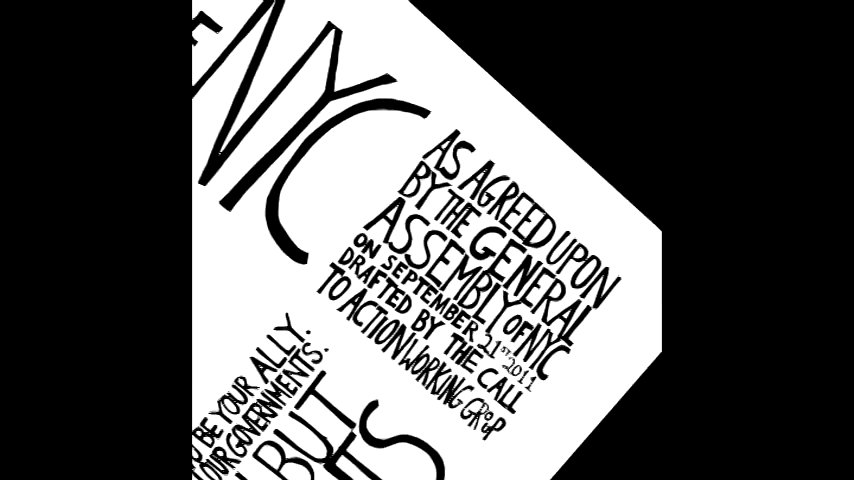 NYC
AS AGREED UPON
BY THE GENERAL
ASSEMBLY OF NYC
ON SEPTEMBER 21ST 2011
DRAFTED BY THE CALL
TO ACTION WORKING GROUP
BE YOUR ALLY.
OUR GOVERNMENTS.
BUT